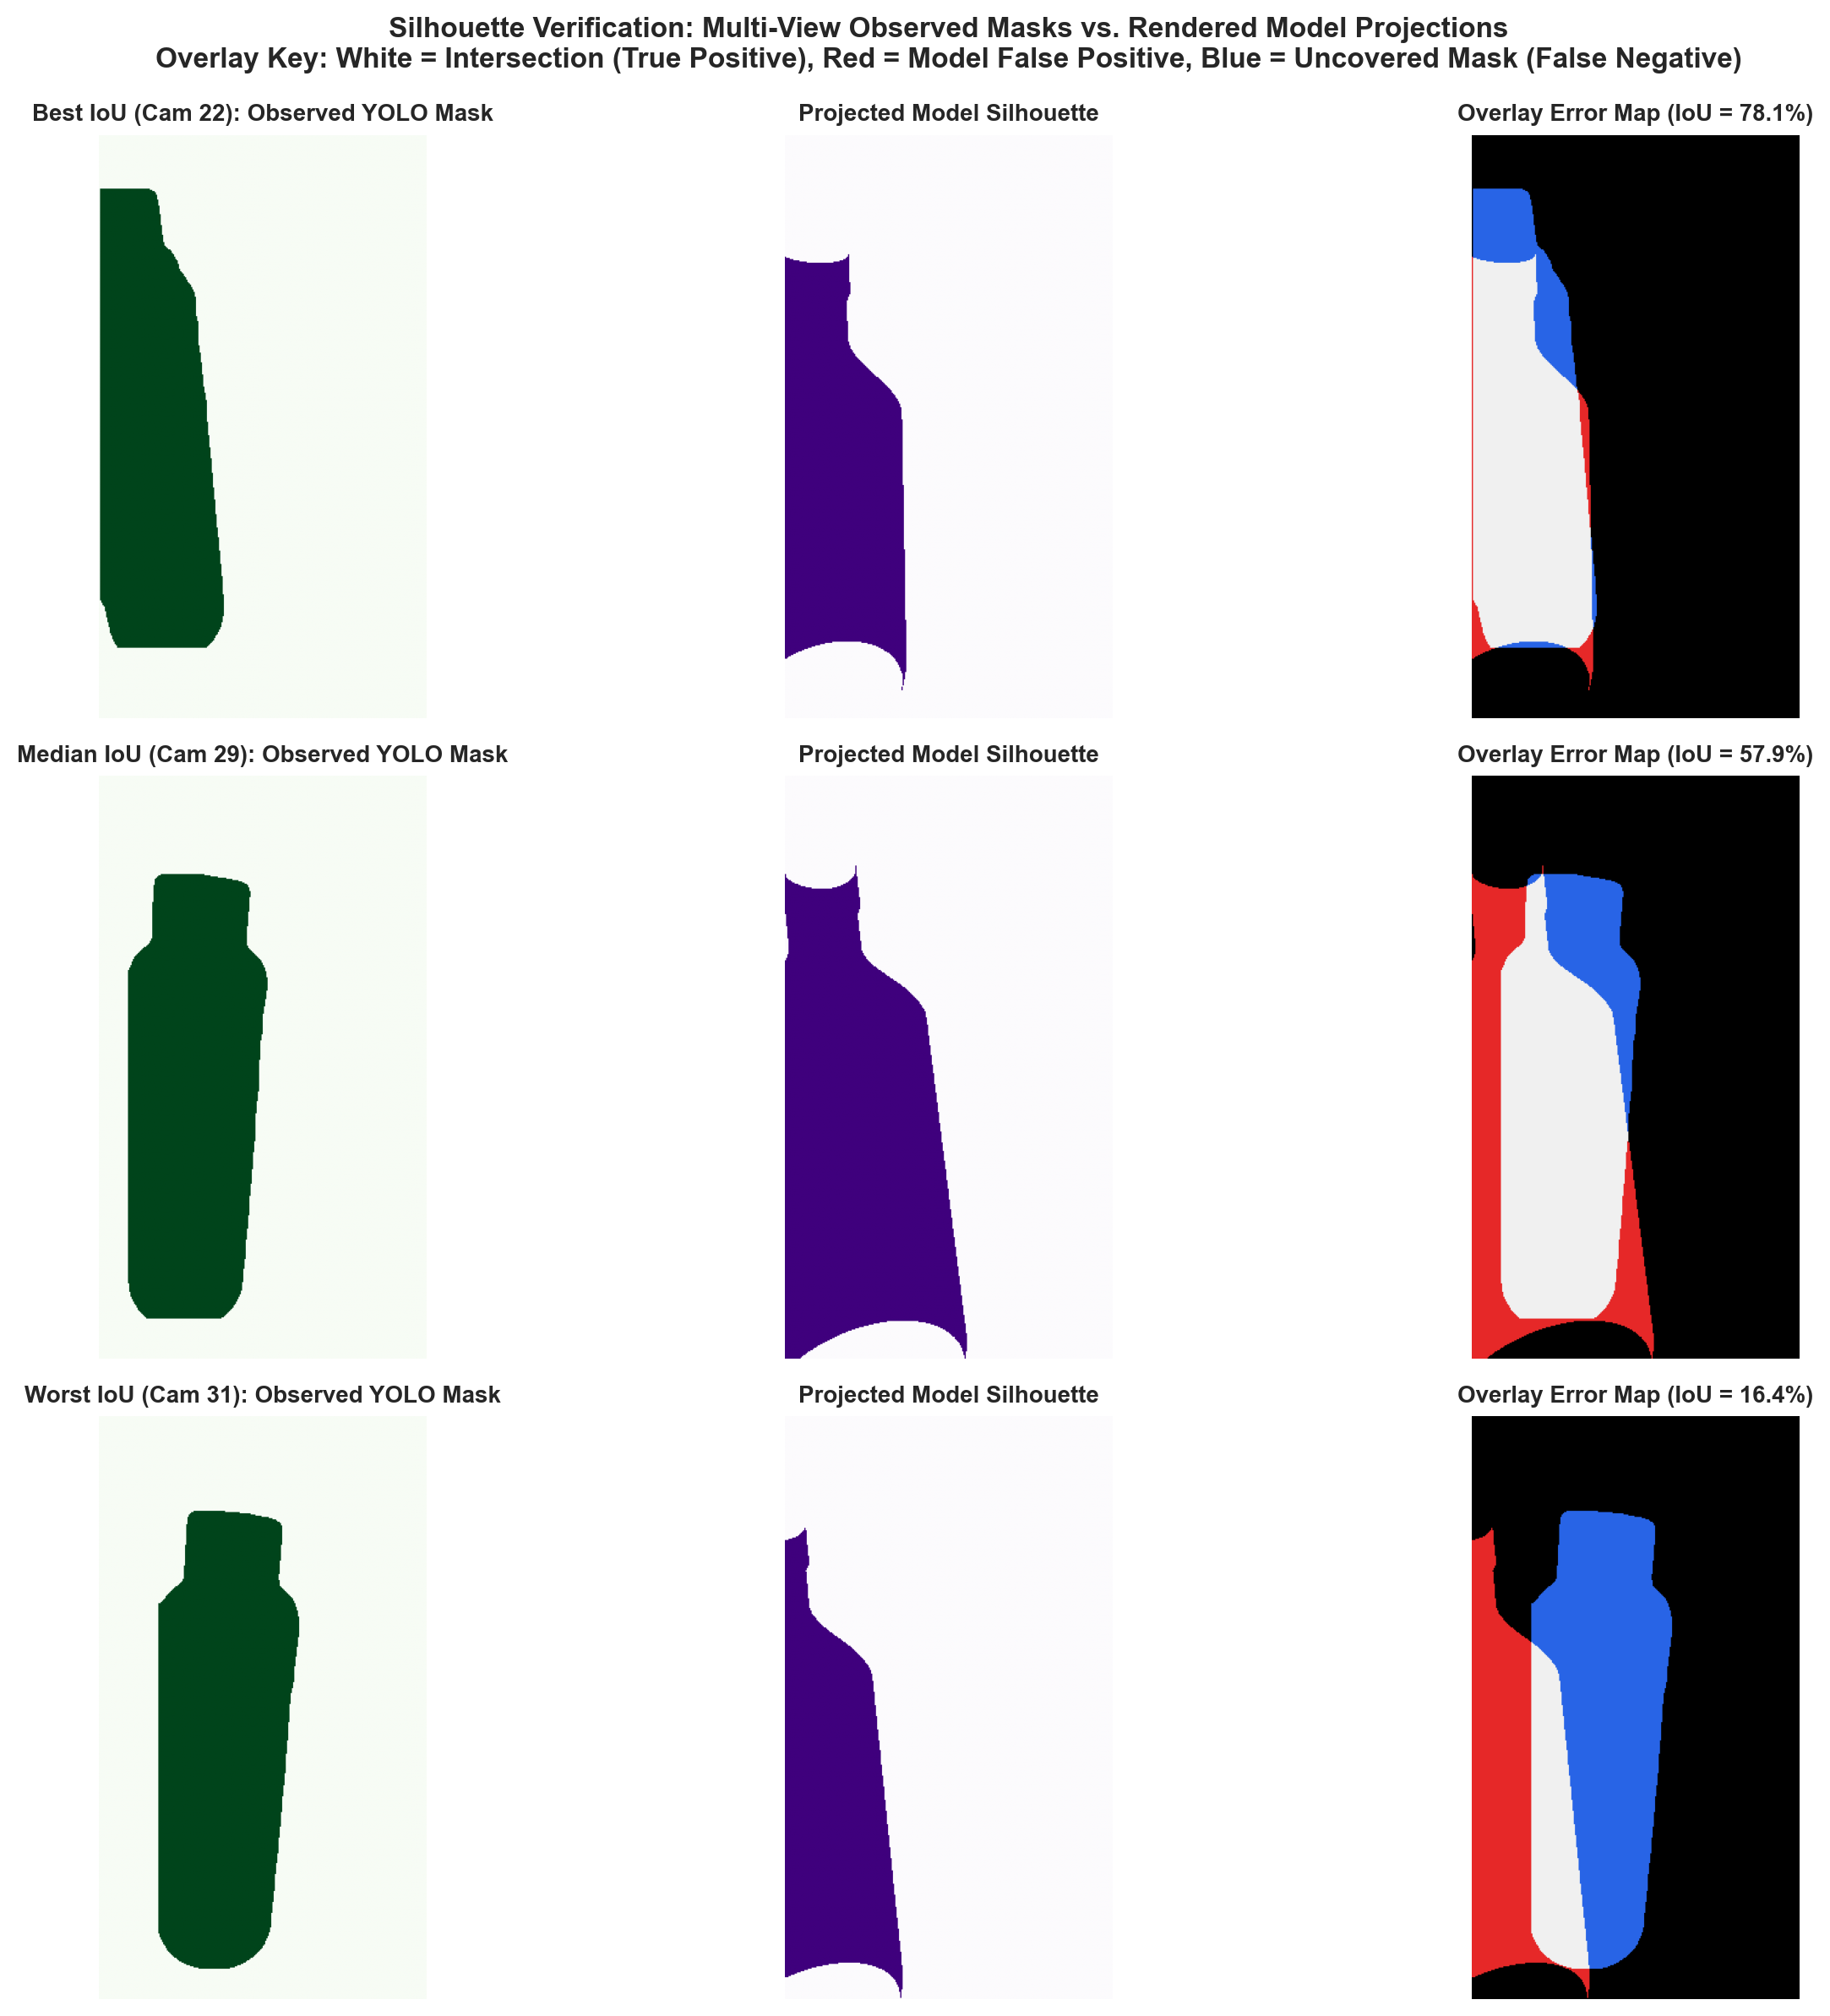 Silhouette Verification: Multi-View Observed Masks vs. Rendered Model Projections
Overlay Key: White = Intersection (True Positive), Red = Model False Positive, Blue = Uncovered Mask (False Negative)
Best IoU (Cam 22): Observed YOLO Mask
Projected Model Silhouette
Overlay Error Map (IoU = 78.1%)
Median IoU (Cam 29): Observed YOLO Mask
Projected Model Silhouette
Overlay Error Map (IoU = 57.9%)
Worst IoU (Cam 31): Observed YOLO Mask
Projected Model Silhouette
Overlay Error Map (IoU = 16.4%)